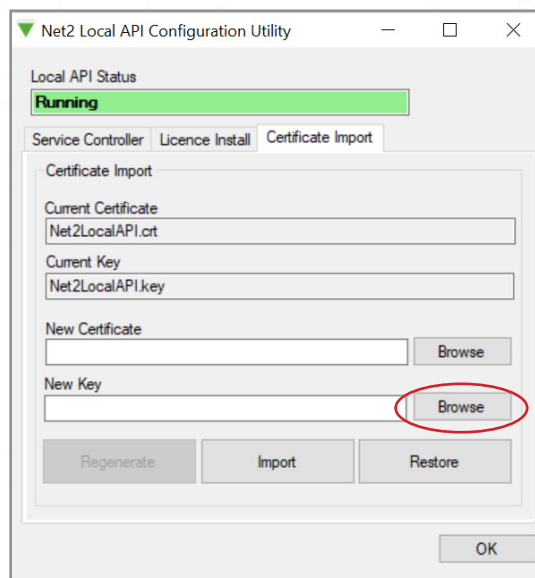 Net2 Local API Configuration Utility
Local API Status
Running
Service Controller Licence Install Certificate Import
Certificate Import
Current Certificate
Net2LocalAPI.crt
Current Key
Net2LocalAPI.key
New Certificate
Browse
New Key
Browse
Regenerate Import Restore
OK